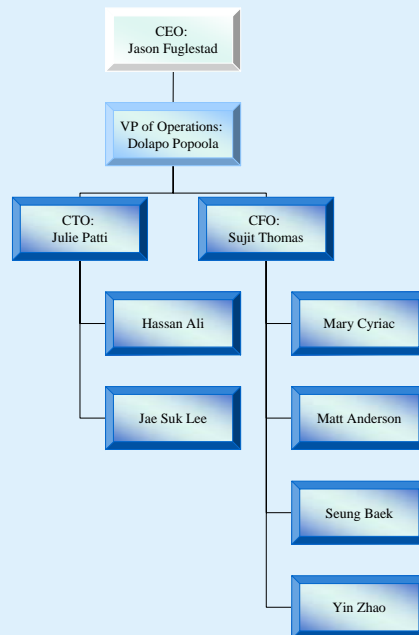 CEO:
Jason Fuglestad
VP of Operations:
Dolapo Popoola
CTO:
Julie Patti
CFO:
Sujit Thomas
Hassan Ali
Mary Cyriac
Jae Suk Lee
Matt Anderson
Seung Baek
Yin Zhao